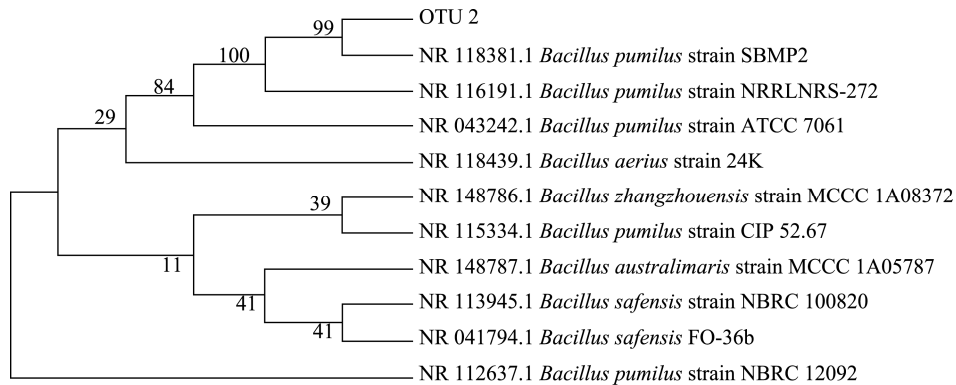 OTU 2
99
NR 118381.1 Bacillus pumilus strain SBMP2
100
NR 116191.1 Bacillus pumilus strain NRRLNRS-272
84
NR 043242.1 Bacillus pumilus strain ATCC 7061
29
NR 118439.1 Bacillus aerius strain 24K
NR 148786.1 Bacillus zhangzhouensis strain MCCC 1A08372
39
NR 115334.1 Bacillus pumilus strain CIP 52.67
11
NR 148787.1 Bacillus australimaris strain MCCC 1A05787
41
NR 113945.1 Bacillus safensis strain NBRC 100820
41
NR 041794.1 Bacillus safensis FO-36b
NR 112637.1 Bacillus pumilus strain NBRC 12092